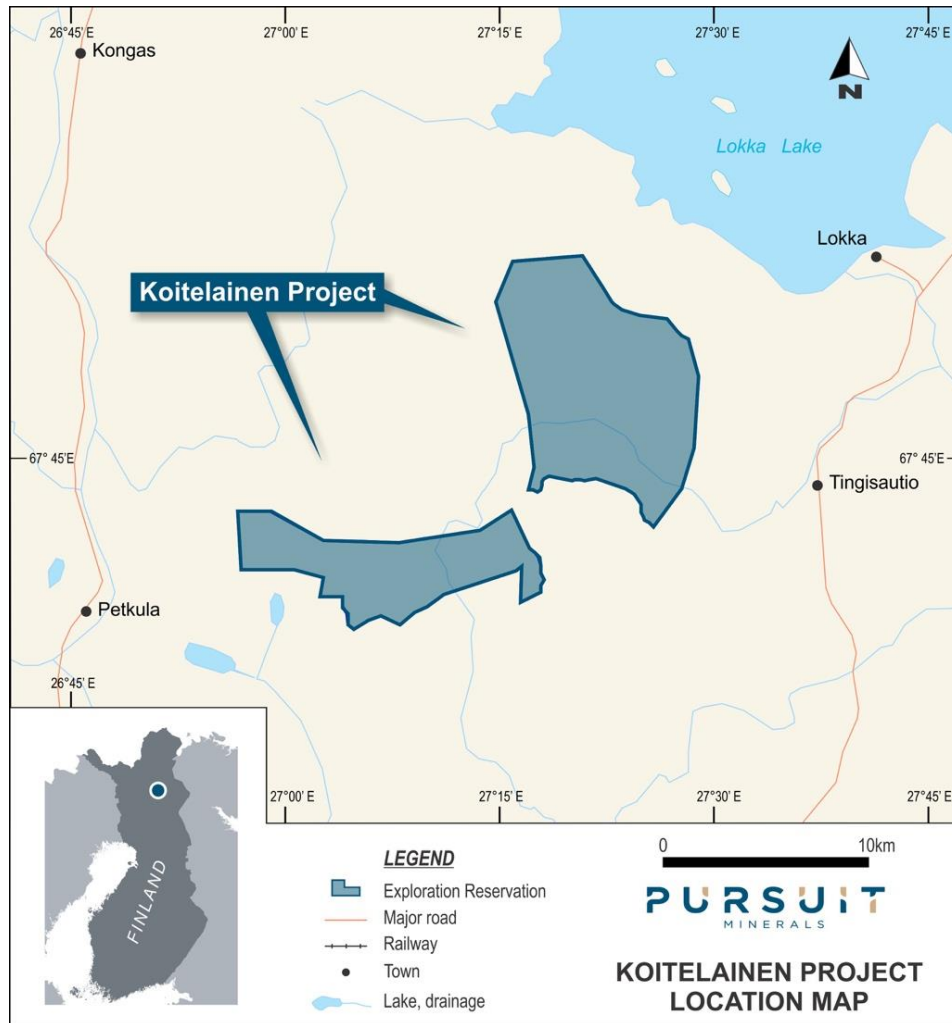 26°45' E
27°00' E
27°15' E
27°30' E
27°45' E
Kongas
N
Lokka Lake
Lokka
Koitelainen Project
67° 45'E
67° 45'E
Tingisautio
Petkula
26°45' E
27°00' E
27°15' E
27°30' E
27°45' E
FINLAND
LEGEND
Exploration Reservation
Major road
Railway
Town
Lake, drainage
0 10km
PURSUIT
MINERALS
KOITELAINEN PROJECT
LOCATION MAP